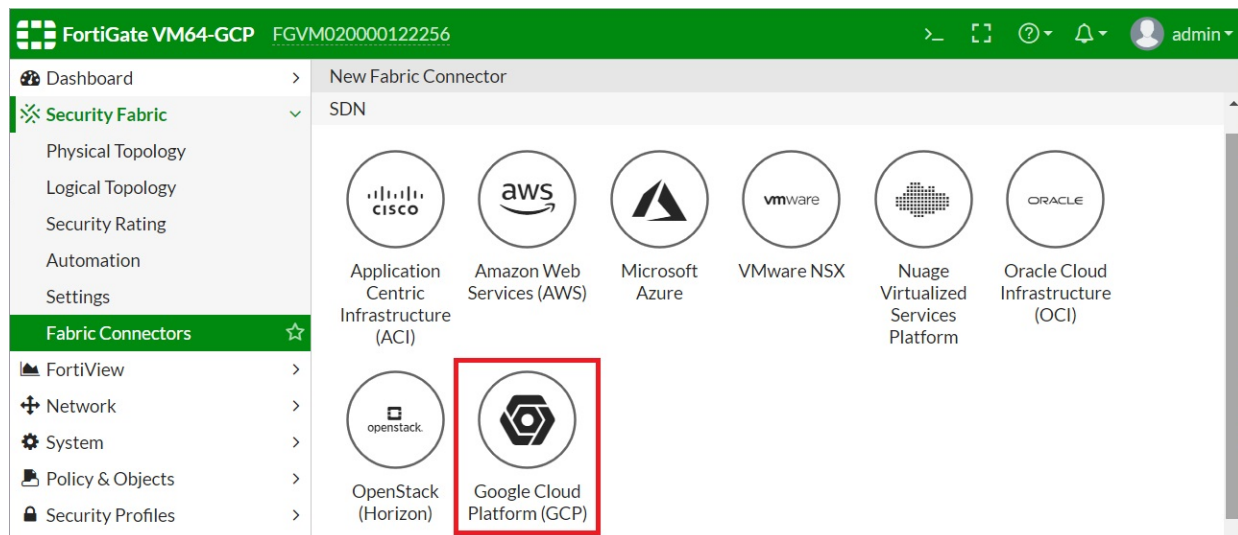 FortiGate VM64-GCP FGVM020000122256
>_ admin
Dashboard
Security Fabric
Physical Topology
Logical Topology
Security Rating
Automation
Settings
Fabric Connectors
FortiView
Network
System
Policy & Objects
Security Profiles
New Fabric Connector
SDN
CISCO
aws
vmware
ORACLE
Application
Centric
Infrastructure
(ACI)
Amazon Web
Services (AWS)
Microsoft
Azure
VMware NSX
Nuage
Virtualized
Services
Platform
Oracle Cloud
Infrastructure
(OCI)
openstack.
OpenStack
(Horizon)
Google Cloud
Platform (GCP)